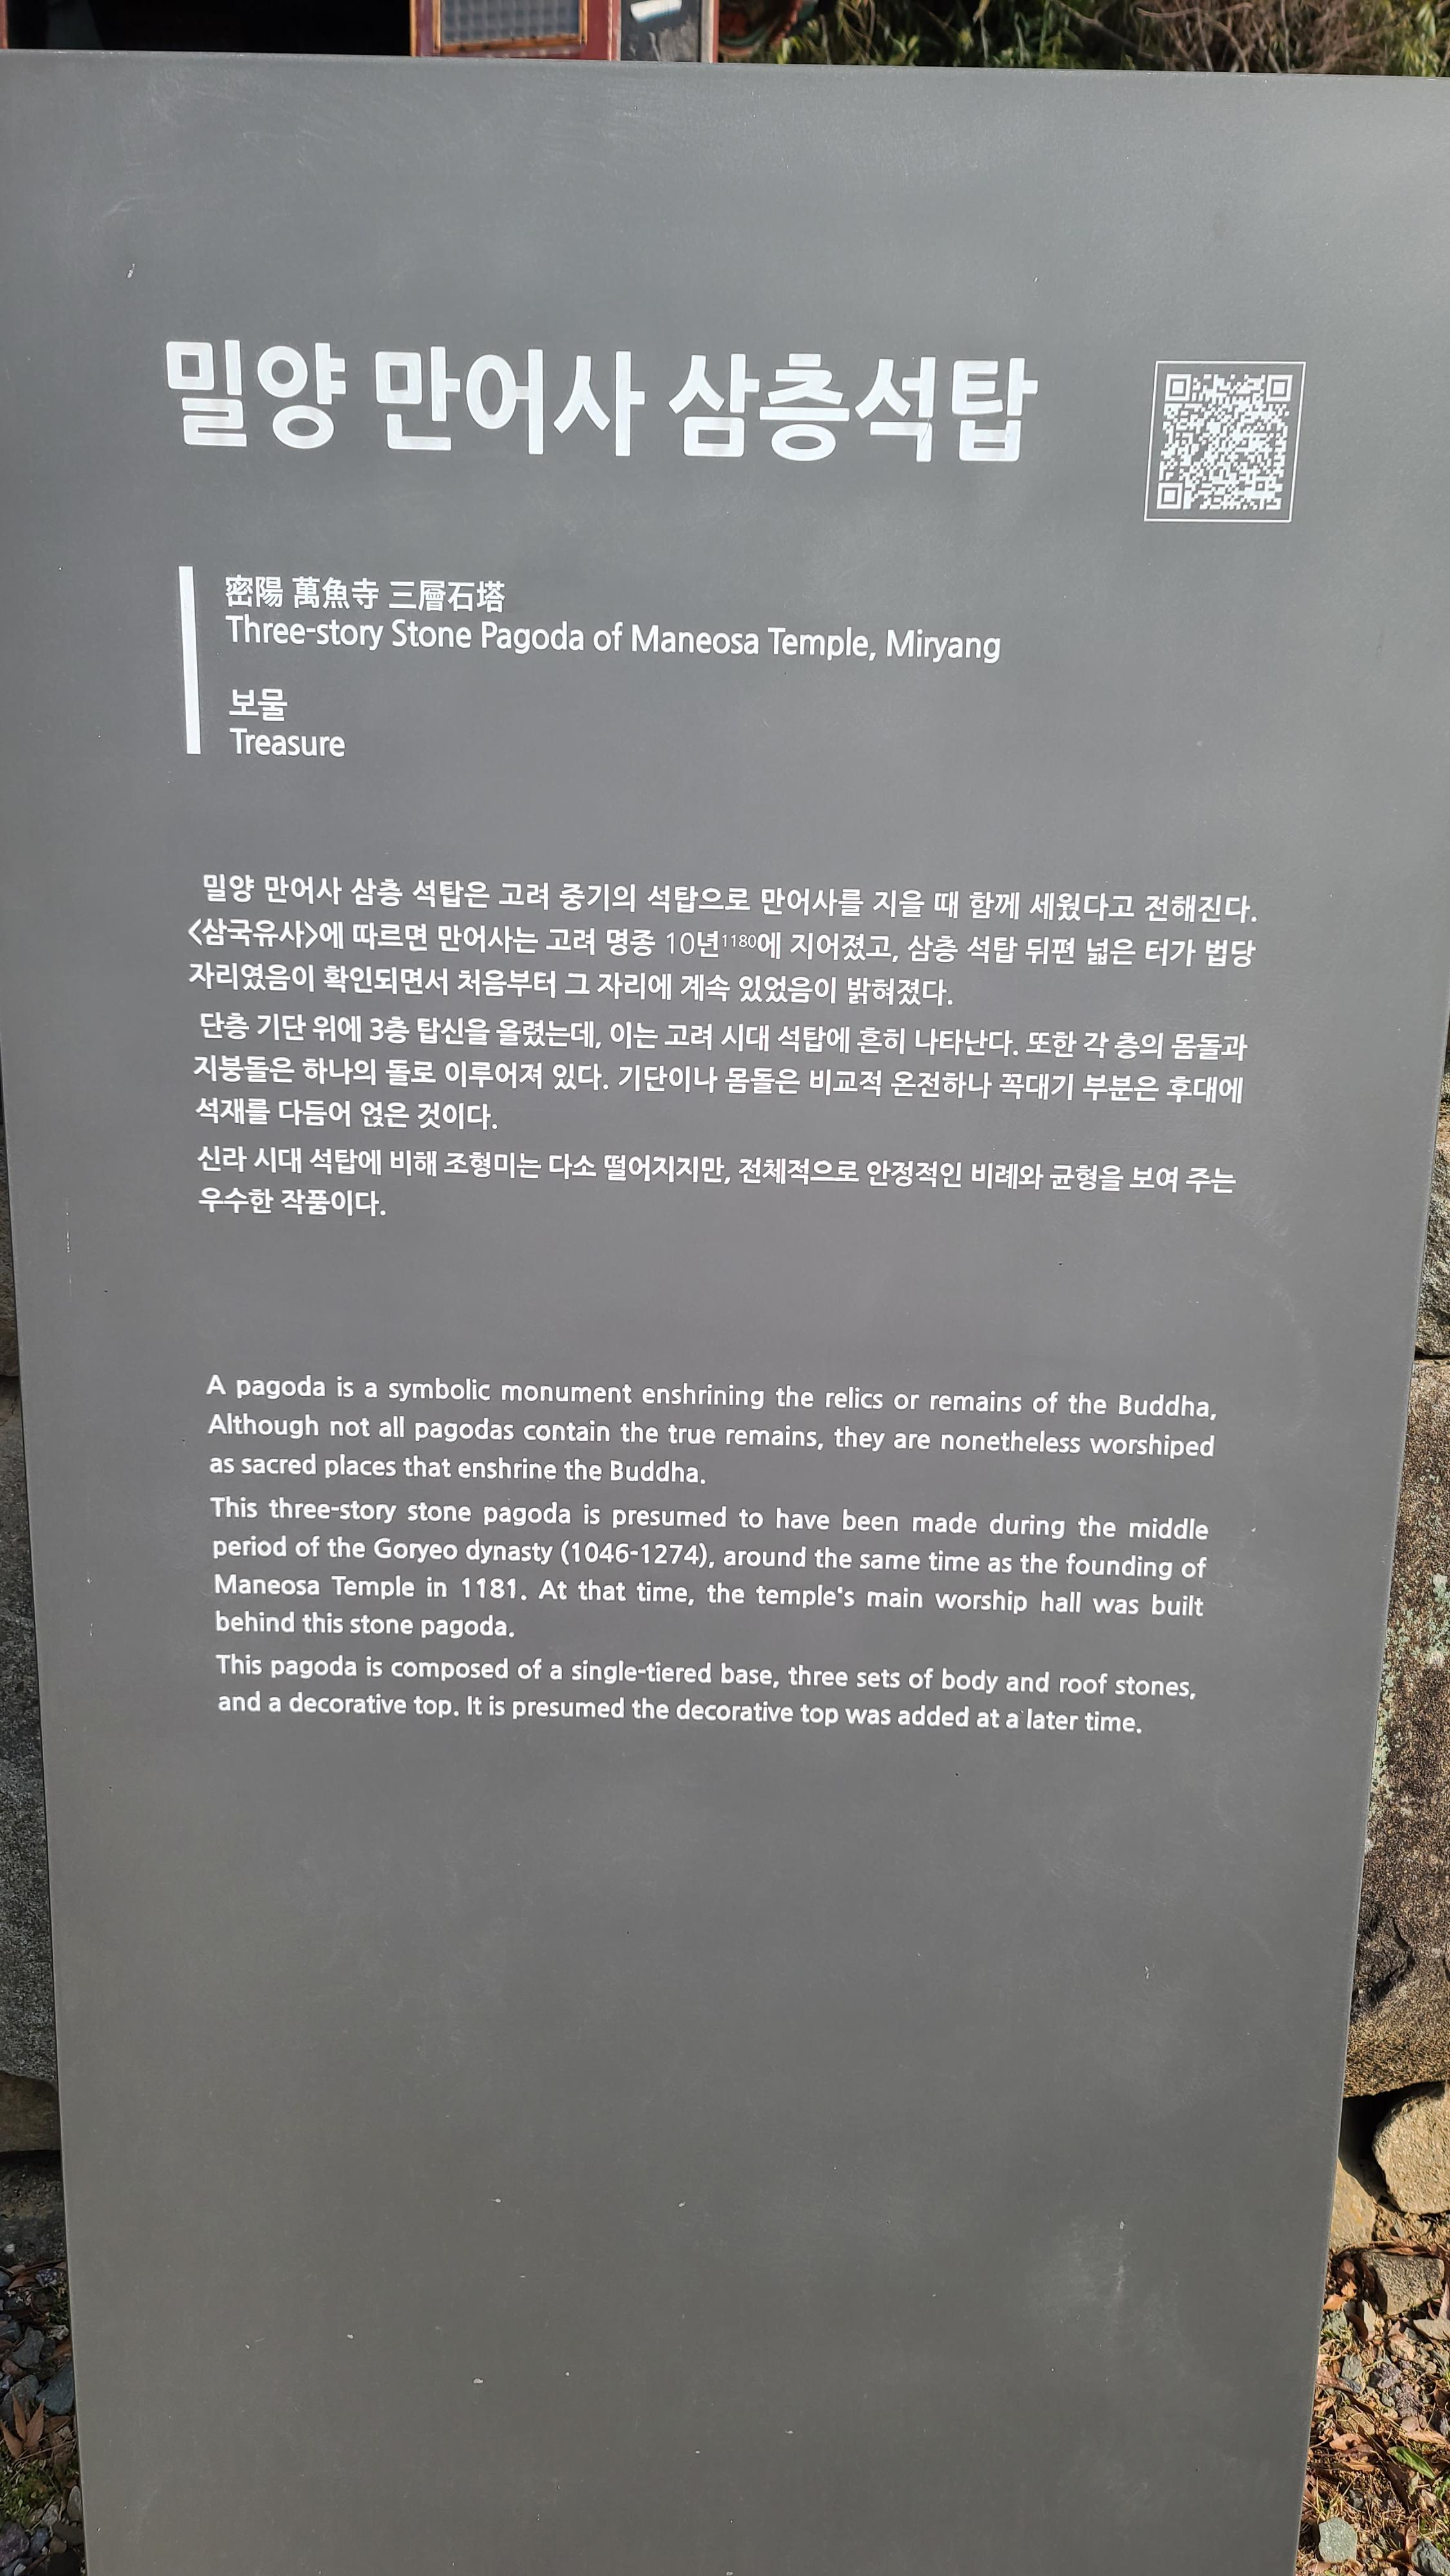 밀양 만어사 삼층석탑
密陽 萬魚寺 三層石塔
Three-story Stone Pagoda of Maneosa Temple, Miryang
보물
Treasure
밀양 만어사 삼층 석탑은 고려 중기의 석탑으로 만어사를 지을 때 함께 세웠다고 전해진다.
<삼국유사>에 따르면 만어사는 고려 명종 10년1180에 지어졌고, 삼층 석탑 뒤편 넓은 터가 법당
자리였음이 확인되면서 처음부터 그 자리에 계속 있었음이 밝혀졌다.
단층 기단 위에 3층 탑신을 올렸는데, 이는 고려 시대 석탑에 흔히 나타난다. 또한 각 층의 몸돌과
지붕돌은 하나의 돌로 이루어져 있다. 기단이나 몸돌은 비교적 온전하나 꼭대기 부분은 후대에
석재를 다듬어 얹은 것이다.
신라 시대 석탑에 비해 조형미는 다소 떨어지지만, 전체적으로 안정적인 비례와 균형을 보여 주는
우수한 작품이다.
A pagoda is a symbolic monument enshrining the relics or remains of the Buddha,
Although not all pagodas contain the true remains, they are nonetheless worshiped
as sacred places that enshrine the Buddha.
This three-story stone pagoda is presumed to have been made during the middle
period of the Goryeo dynasty (1046-1274), around the same time as the founding of
Maneosa Temple in 1181. At that time, the temple's main worship hall was built
behind this stone pagoda.
This pagoda is composed of a single-tiered base, three sets of body and roof stones,
and a decorative top. It is presumed the decorative top was added at a later time.